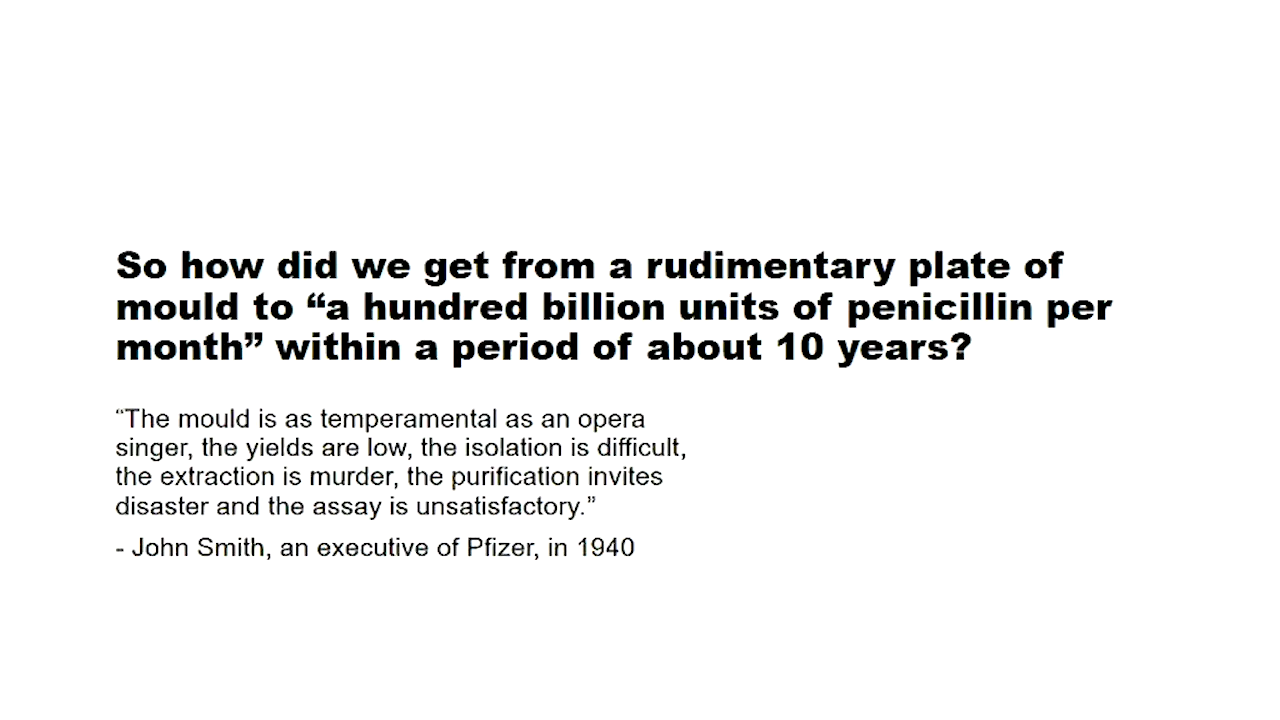 So how did we get from a rudimentary plate of
mould to “a hundred billion units of penicillin per
month” within a period of about 10 years?
“The mould is as temperamental as an opera
singer, the yields are low, the isolation is difficult,
the extraction is murder, the purification invites
disaster and the assay is unsatisfactory.”
- John Smith, an executive of Pfizer, in 1940